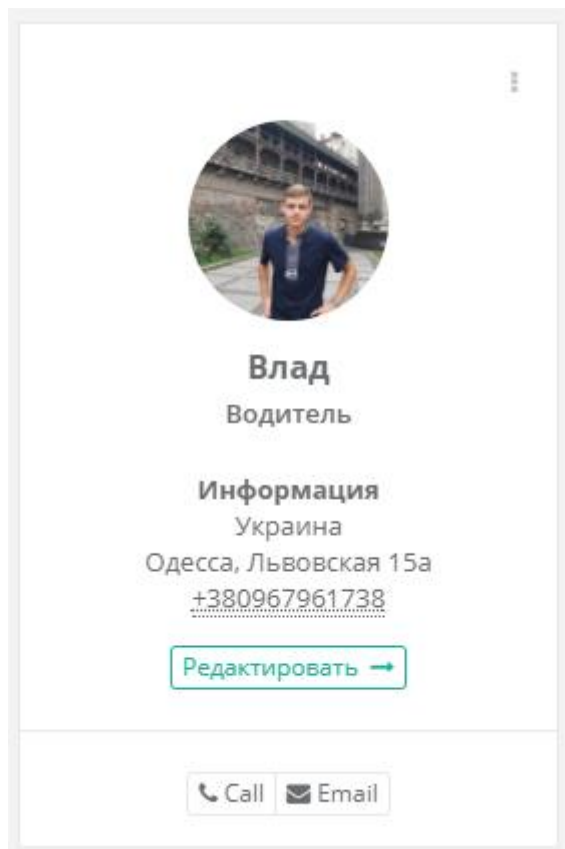 Влад
Водитель
Информация
Украина
Одесса, Львовская 15а
+380967961738
Редактировать
Call Email